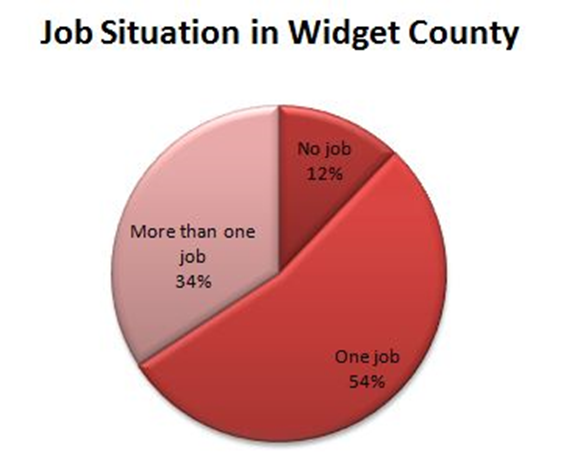 Job Situation in Widget County
No job
12%
More than one
job
34%
One job
54%